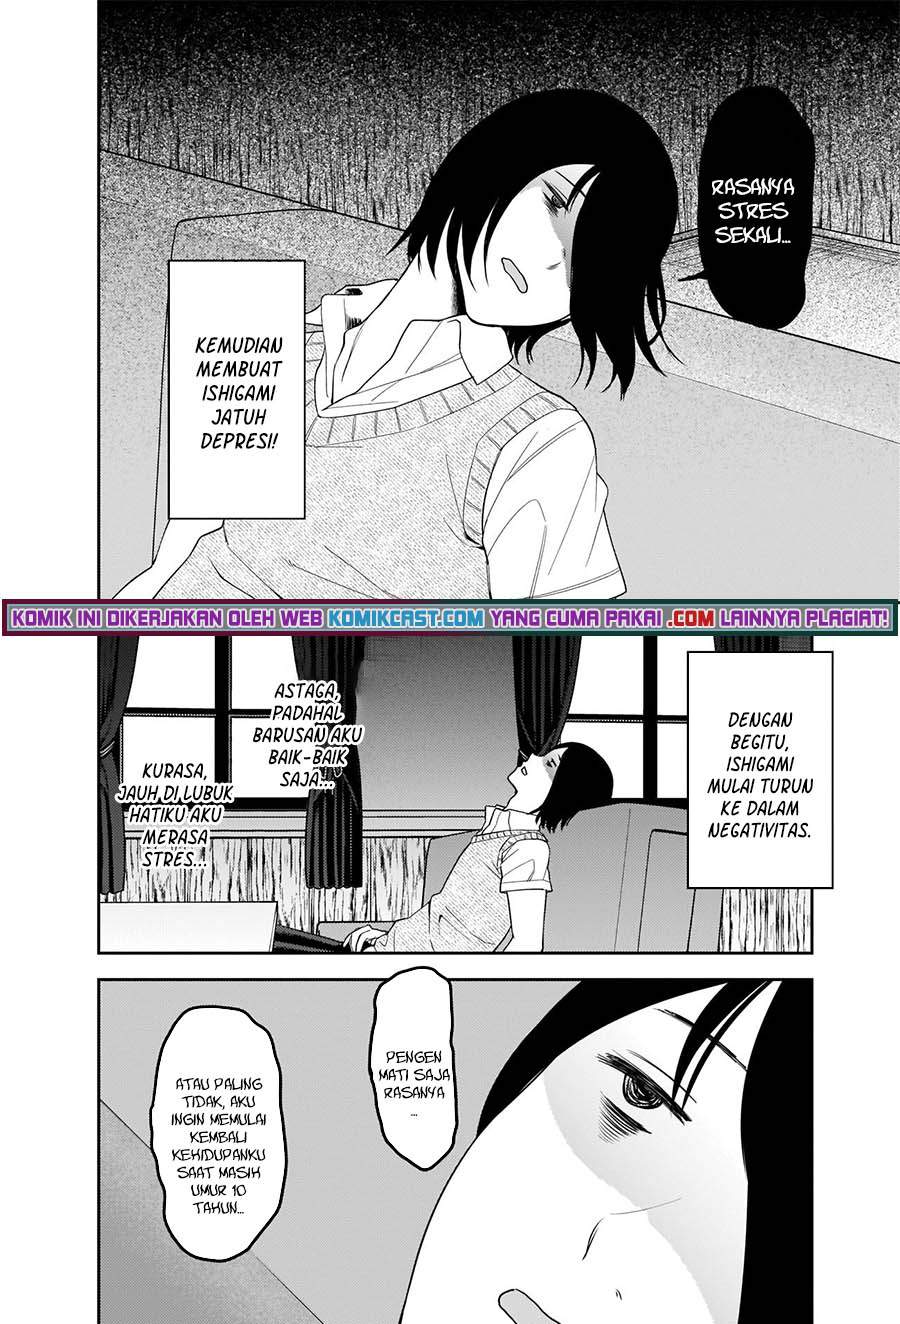 RASANYA
STRES
SEKALI...
KEMUDIAN
MEMBUAT
ISHIGAMI
JATUH
DEPRESI!
KOMIK INI DIKERJAKAN OLEH WEB KOMIKCAST.COM YANG CUMA PAKAI .COM LAINNYA PLAGIAT!
DENGAN
BEGITU,
ISHIGAMI
MULAI TURUN
KE DALAM
NEGATIVITAS.
ASTAGA,
PADAHAL
BARUSAN AKU
BAIK-BAIK
SAJA...
KURASA,
JAUH DI LUBUK
HATIKU AKU
MERASA
STRES...
PENGEN
MATI SAJA
RASANYA
...
ATAU PALING
TIDAK, AKU
INGIN MEMULAI
KEMBALI
KEHIDUPANKU
SAAT MASIH
UMUR 10
TAHUN...